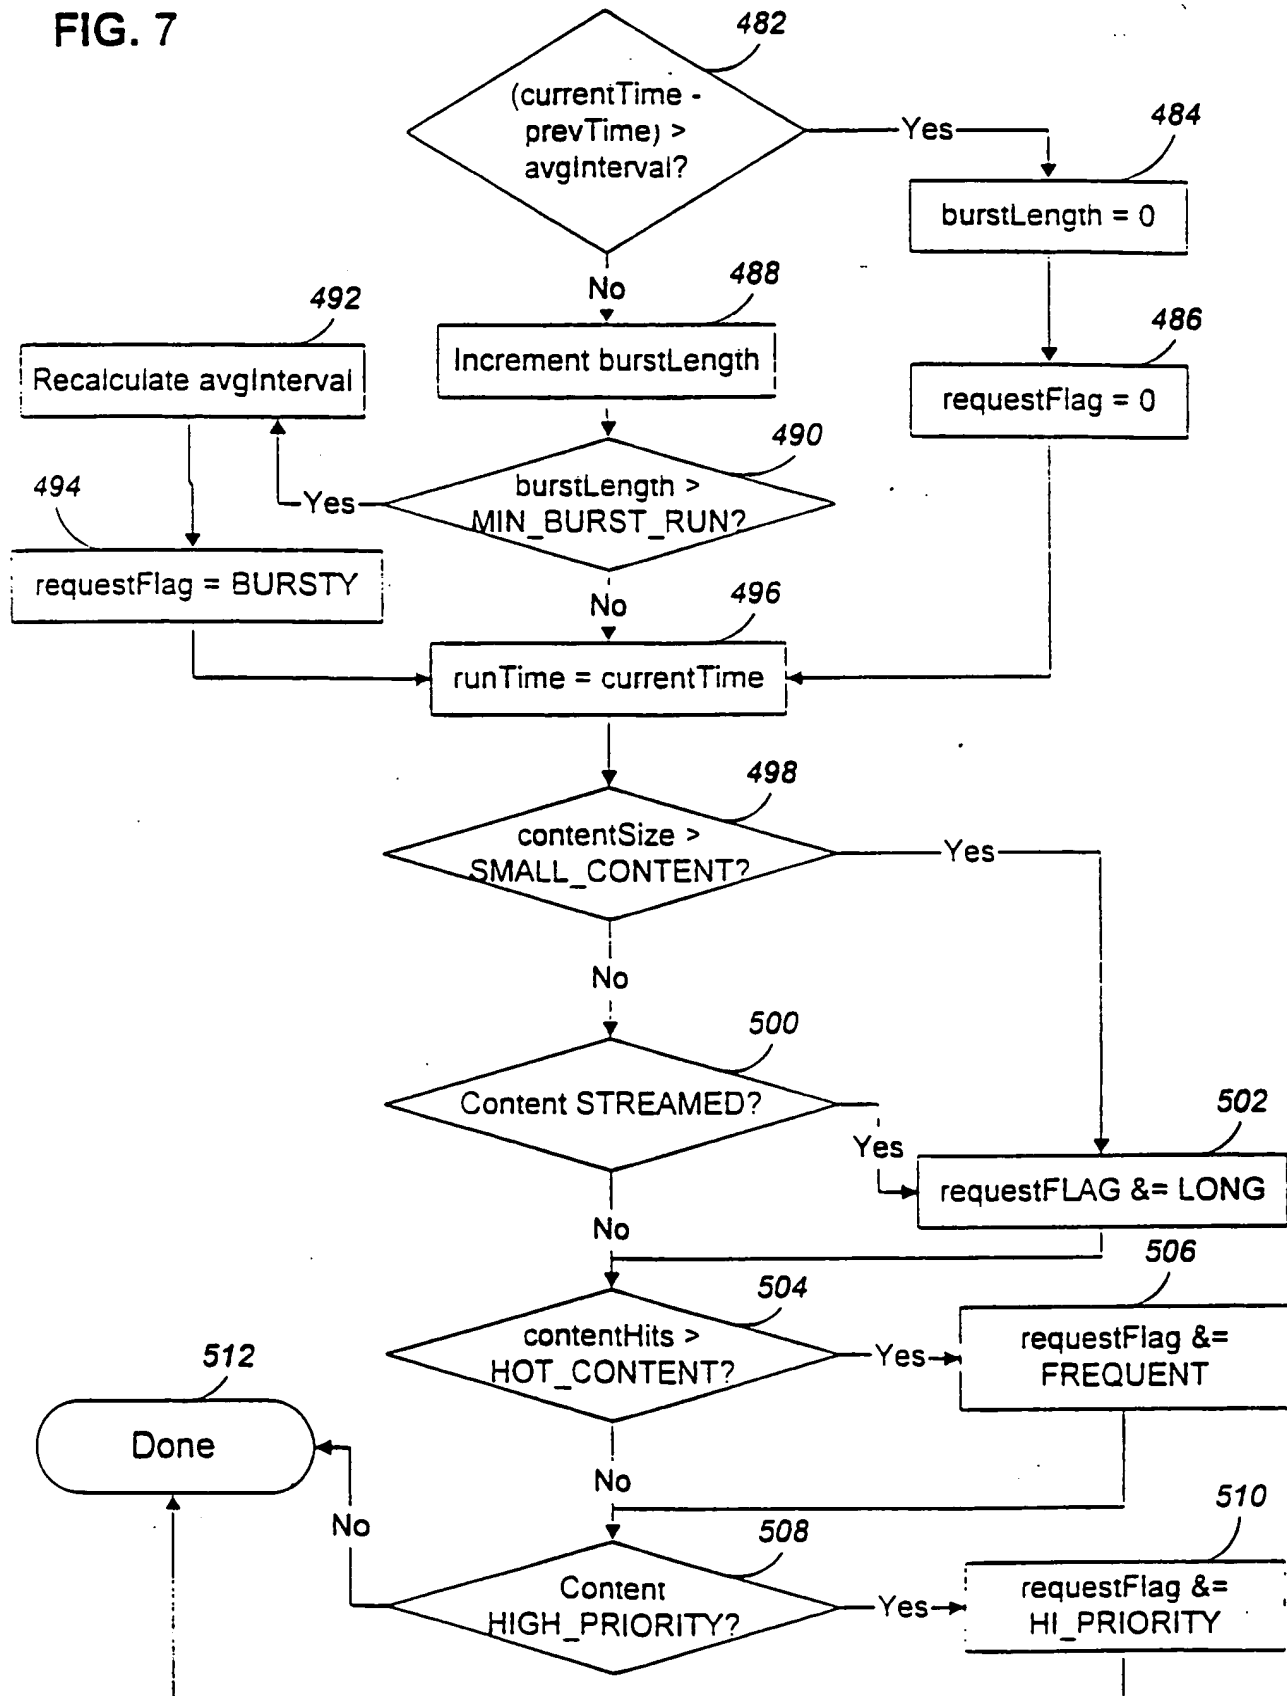 FIG. 7
482
(currentTime -
prevTime) >
avgInterval?
Yes
484
burstLength = 0
No
488
486
492
Increment burstLength
requestFlag = 0
Recalculate avgInterval
490
burstLength >
MIN_BURST_RUN?
Yes
494
requestFlag = BURSTY
No
496
runTime = currentTime
498
contentSize >
SMALL_CONTENT?
Yes
No
500
Content STREAMED?
Yes
502
requestFLAG &= LONG
No
504
506
contentHits >
HOT_CONTENT?
Yes
requestFlag &=
FREQUENT
512
Done
No
No
508
510
Content
HIGH_PRIORITY?
Yes
requestFlag &=
HI_PRIORITY